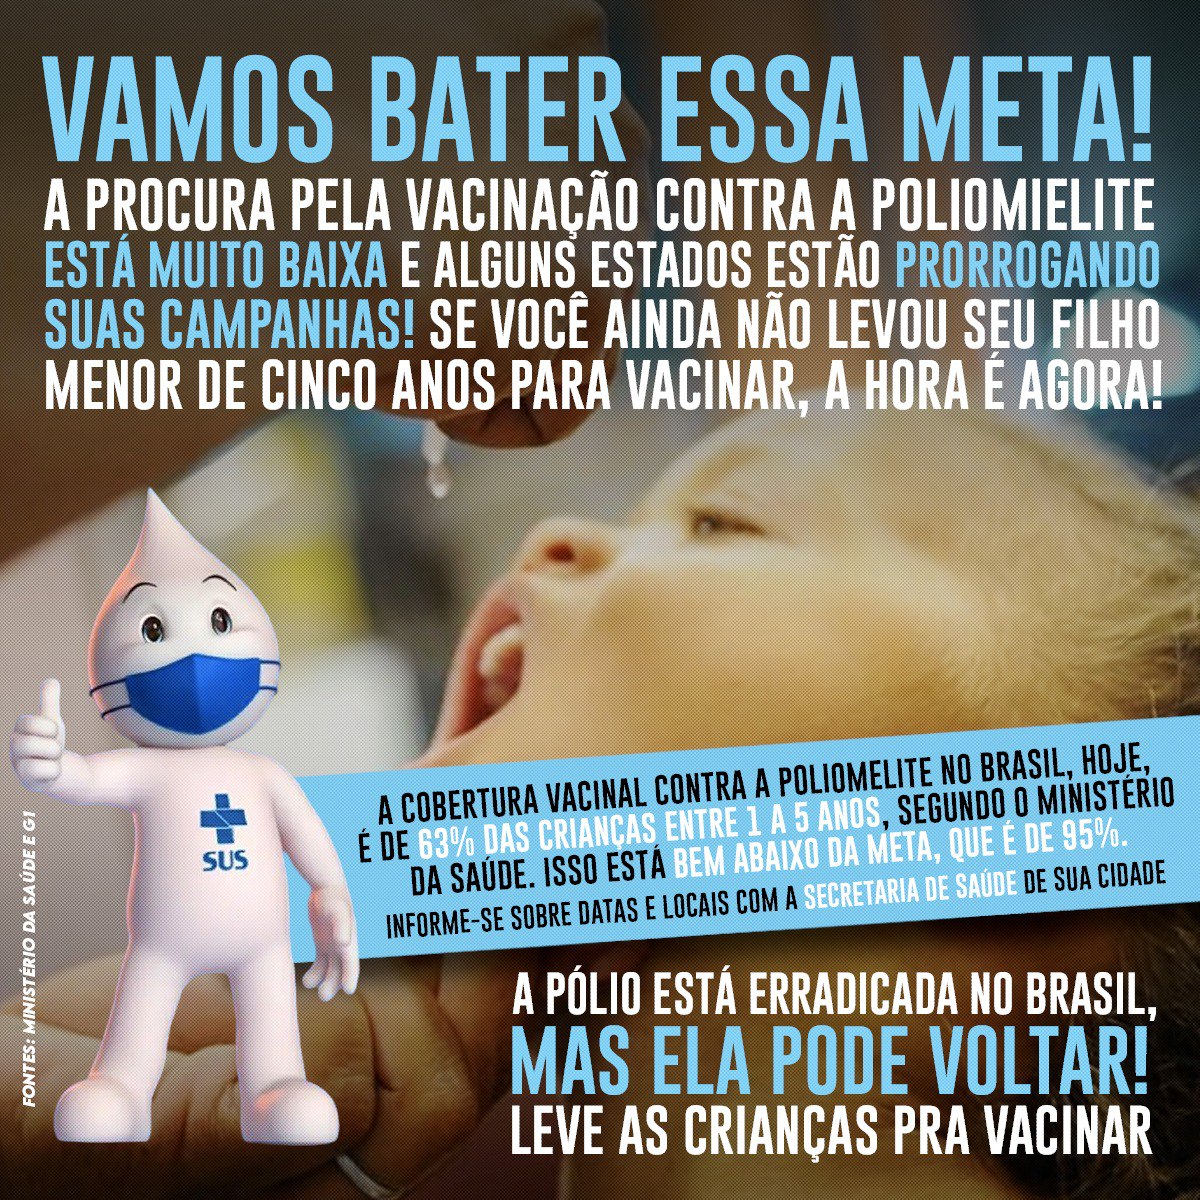 VAMOS BATER ESSA META!
A PROCURA PELA VACINAÇÃO CONTRA A POLIOMIELITE
ESTÁ MUITO BAIXA E ALGUNS ESTADOS ESTÃO PRORROGANDO
SUAS CAMPANHAS! SE VOCÊ AINDA NÃO LEVOU SEU FILHO
MENOR DE CINCO ANOS PARA VACINAR, A HORA É AGORA!
SUS
A COBERTURA VACINAL CONTRA A POLIOMELITE NO BRASIL, HOJE,
É DE 63% DAS CRIANÇAS ENTRE 1 A 5 ANOS, SEGUNDO O MINISTÉRIO
DA SAÚDE. ISSO ESTÁ BEM ABAIXO DA META, QUE É DE 95%.
INFORME-SE SOBRE DATAS E LOCAIS COM A SECRETARIA DE SAÚDE DE SUA CIDADE
FONTES: MINISTÉRIO DA SAÚDE E G1
A PÓLIO ESTÁ ERRADICADA NO BRASIL,
MAS ELA PODE VOLTAR!
LEVE AS CRIANÇAS PRA VACINAR